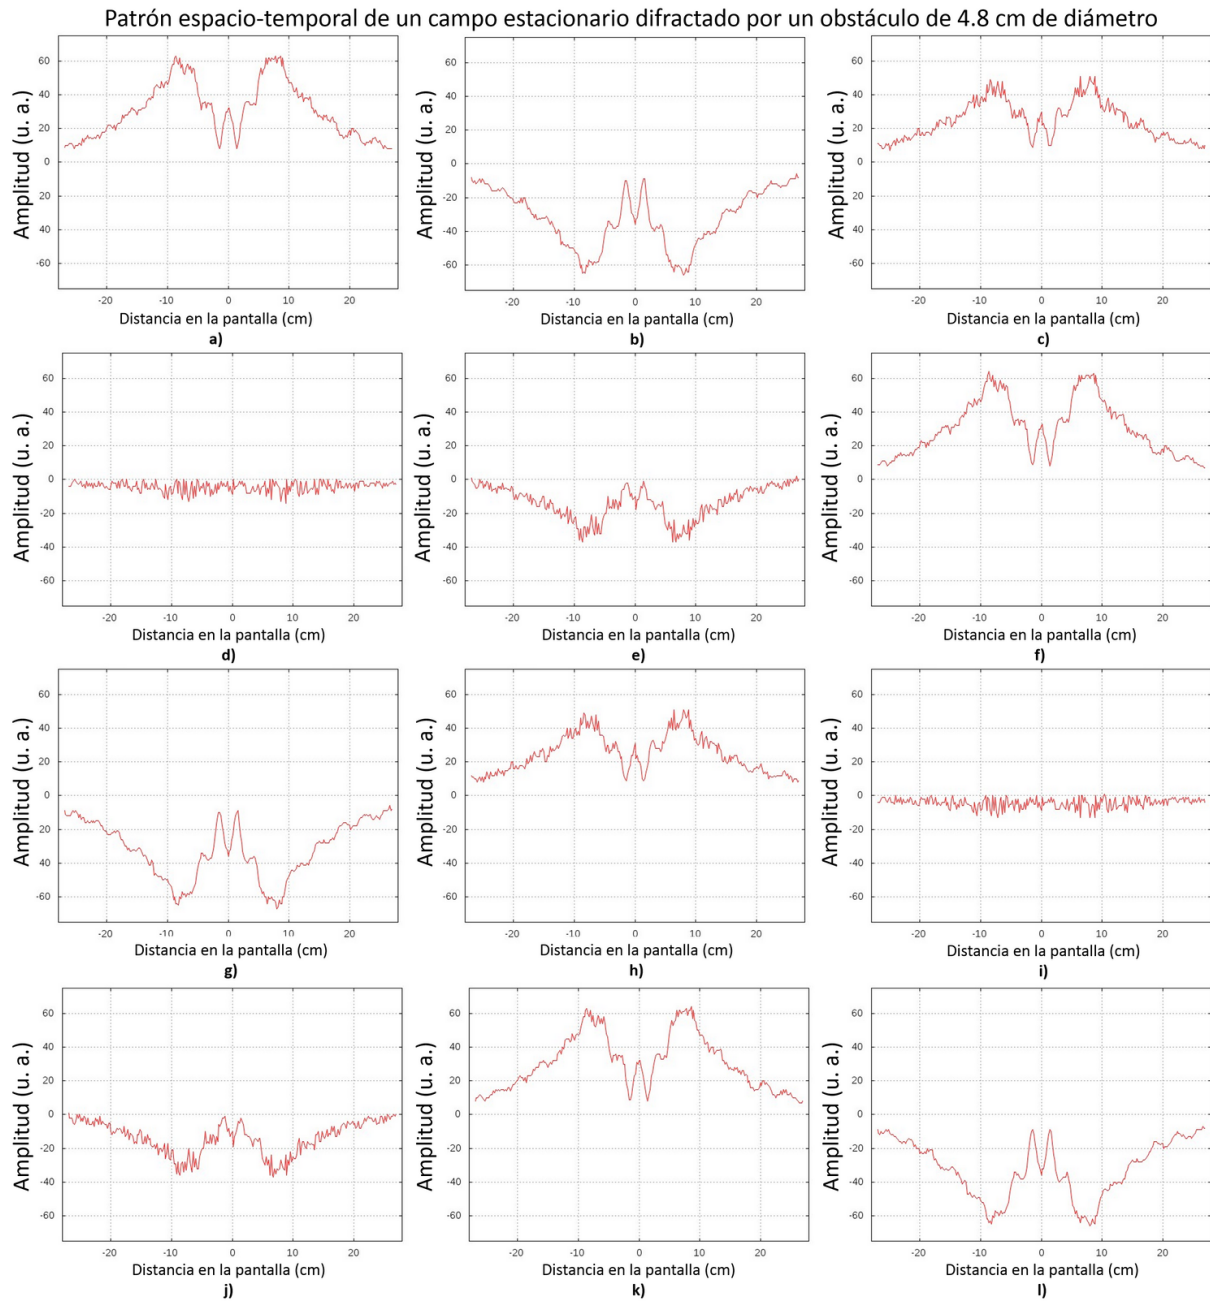 Patrón espacio-temporal de un campo estacionario difractado por un obstáculo de 4.8 cm de diámetro
Amplitud (u. a.)
60
40
20
0
-20
40
-60
-20 -10 0 10 20
Distancia en la pantalla (cm)
a)
Amplitud (u. a.)
60
40
20
0
-20
40
-60
-20 -10 0 10 20
Distancia en la pantalla (cm)
b)
Amplitud (u. a.)
60
40
20
0
-20
40
-60
-20 -10 0 10 20
Distancia en la pantalla (cm)
c)
Amplitud (u. a.)
60
40
20
0
-20
-40
-60
-20 -10 0 10 20
Distancia en la pantalla (cm)
d)
Amplitud (u. a.)
60
40
20
0
-20
-40
-60
-20 -10 0 10 20
Distancia en la pantalla (cm)
e)
Amplitud (u. a.)
60
40
20
0
-20
-40
-60
-20 -10 0 10 20
Distancia en la pantalla (cm)
f)
Amplitud (u. a.)
60
40
20
0
-20
40
-60
-20 -10 0 10 20
Distancia en la pantalla (cm)
g)
Amplitud (u. a.)
60
40
20
0
-20
40
-60
-20 -10 0 10 20
Distancia en la pantalla (cm)
h)
Amplitud (u. a.)
60
40
20
0
-20
40
-60
-20 -10 0 10 20
Distancia en la pantalla (cm)
i)
Amplitud (u. a.)
60
40
20
0
-20
-40
-60
-20 -10 0 10 20
Distancia en la pantalla (cm)
j)
Amplitud (u. a.)
60
40
20
0
-20
-40
-60
-20 -10 0 10 20
Distancia en la pantalla (cm)
k)
Amplitud (u. a.)
60
40
20
0
-20
-40
-60
-20 -10 0 10 20
Distancia en la pantalla (cm)
l)